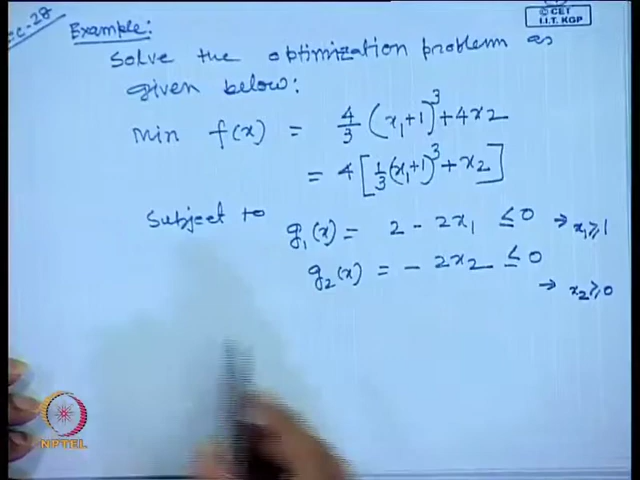 ec-28
© CET
I.I.T. KGP
Example:
Solve the optimization problem as
given below:
Min f(x) = 4/3 (x₁+1)³ + 4x₂
= 4[1/3(x₁+1)³ + x₂]
Subject to
g₁(x) = 2 - 2x₁ ≤ 0 → x₁ ≥ 1
g₂(x) = - 2x₂ ≤ 0
→ x₂ ≥ 0
NPTEL